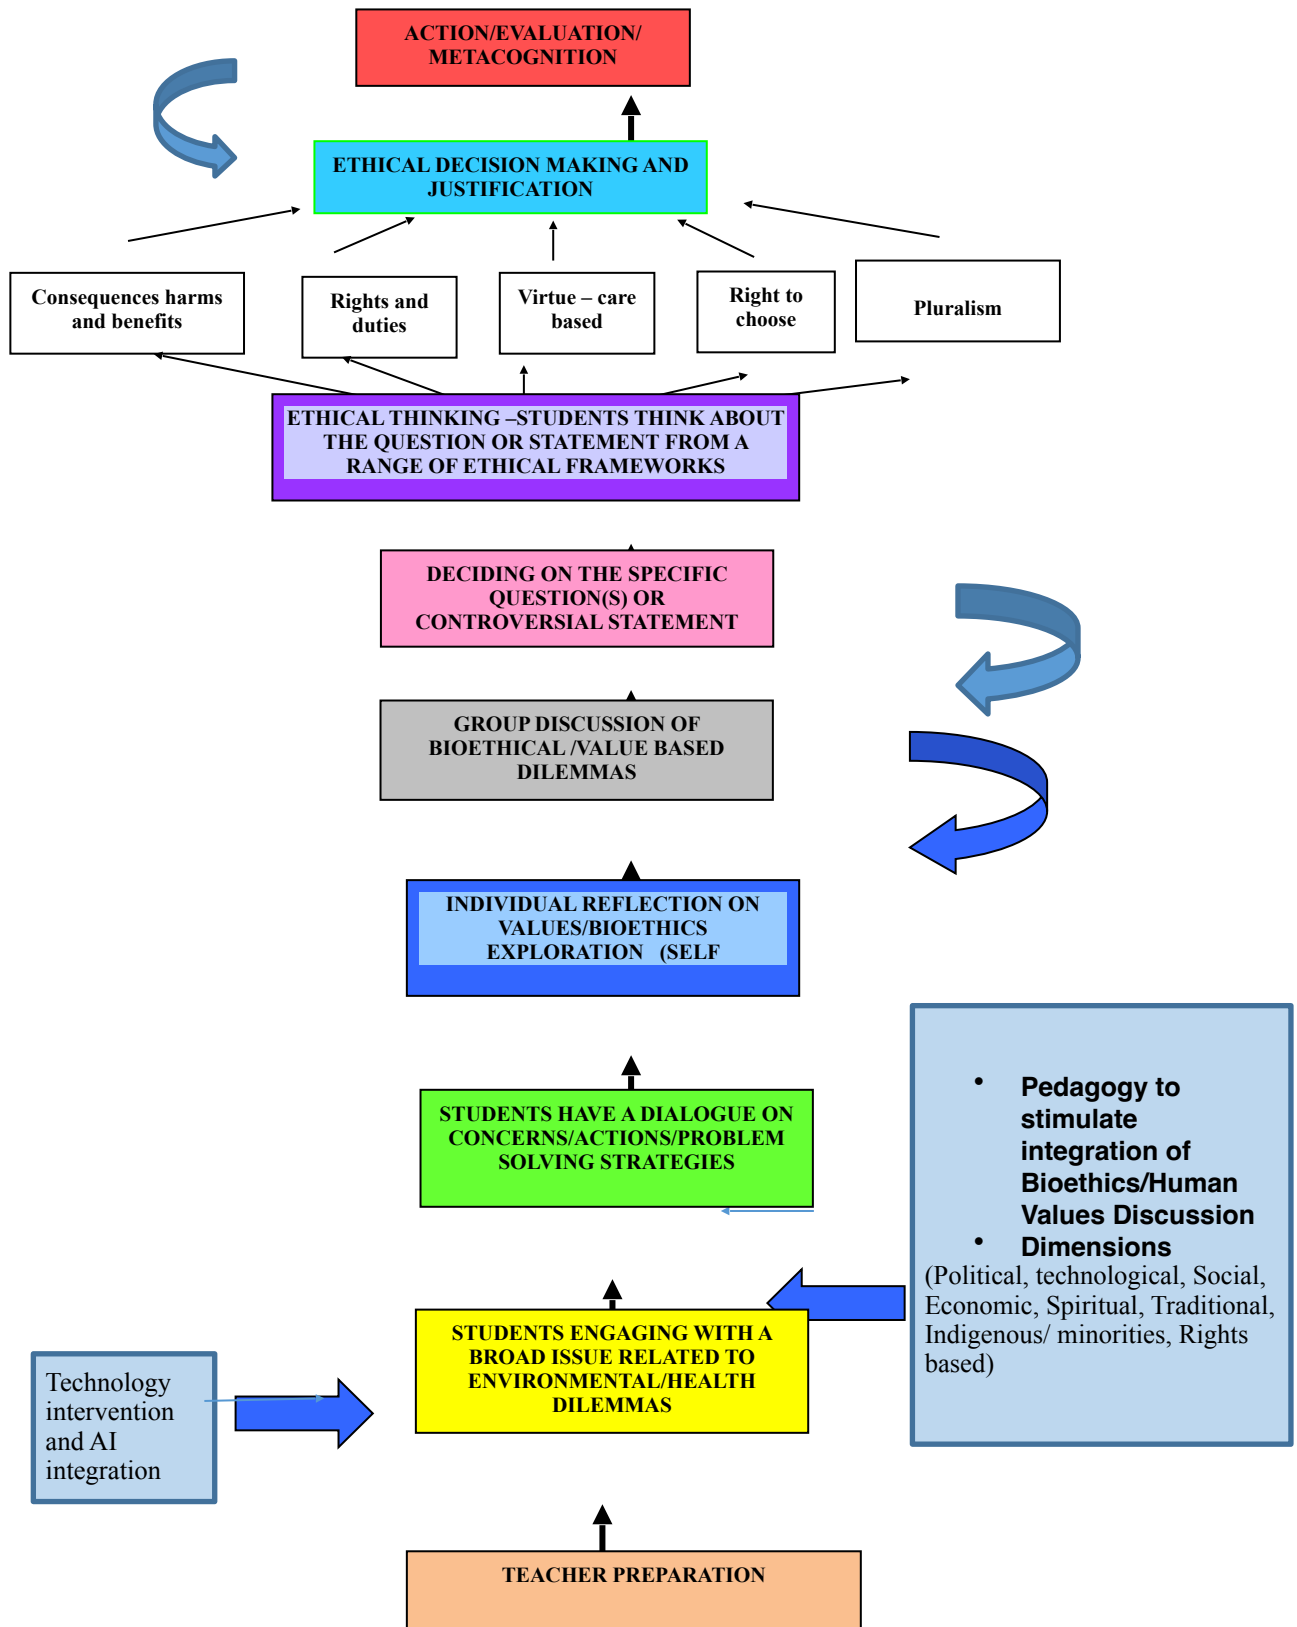 ACTION/EVALUATION/
METACOGNITION
ETHICAL DECISION MAKING AND
JUSTIFICATION
Consequences harms
and benefits
Rights and
duties
Virtue – care
based
Right to
choose
Pluralism
ETHICAL THINKING –STUDENTS THINK ABOUT
THE QUESTION OR STATEMENT FROM A
RANGE OF ETHICAL FRAMEWORKS
DECIDING ON THE SPECIFIC
QUESTION(S) OR
CONTROVERSIAL STATEMENT
GROUP DISCUSSION OF
BIOETHICAL /VALUE BASED
DILEMMAS
INDIVIDUAL REFLECTION ON
VALUES/BIOETHICS
EXPLORATION (SELF
STUDENTS HAVE A DIALOGUE ON
CONCERNS/ACTIONS/PROBLEM
SOLVING STRATEGIES
• Pedagogy to
stimulate
integration of
Bioethics/Human
Values Discussion
• Dimensions
(Political, technological, Social,
Economic, Spiritual, Traditional,
Indigenous/ minorities, Rights
based)
STUDENTS ENGAGING WITH A
BROAD ISSUE RELATED TO
ENVIRONMENTAL/HEALTH
DILEMMAS
Technology
intervention
and AI
integration
TEACHER PREPARATION